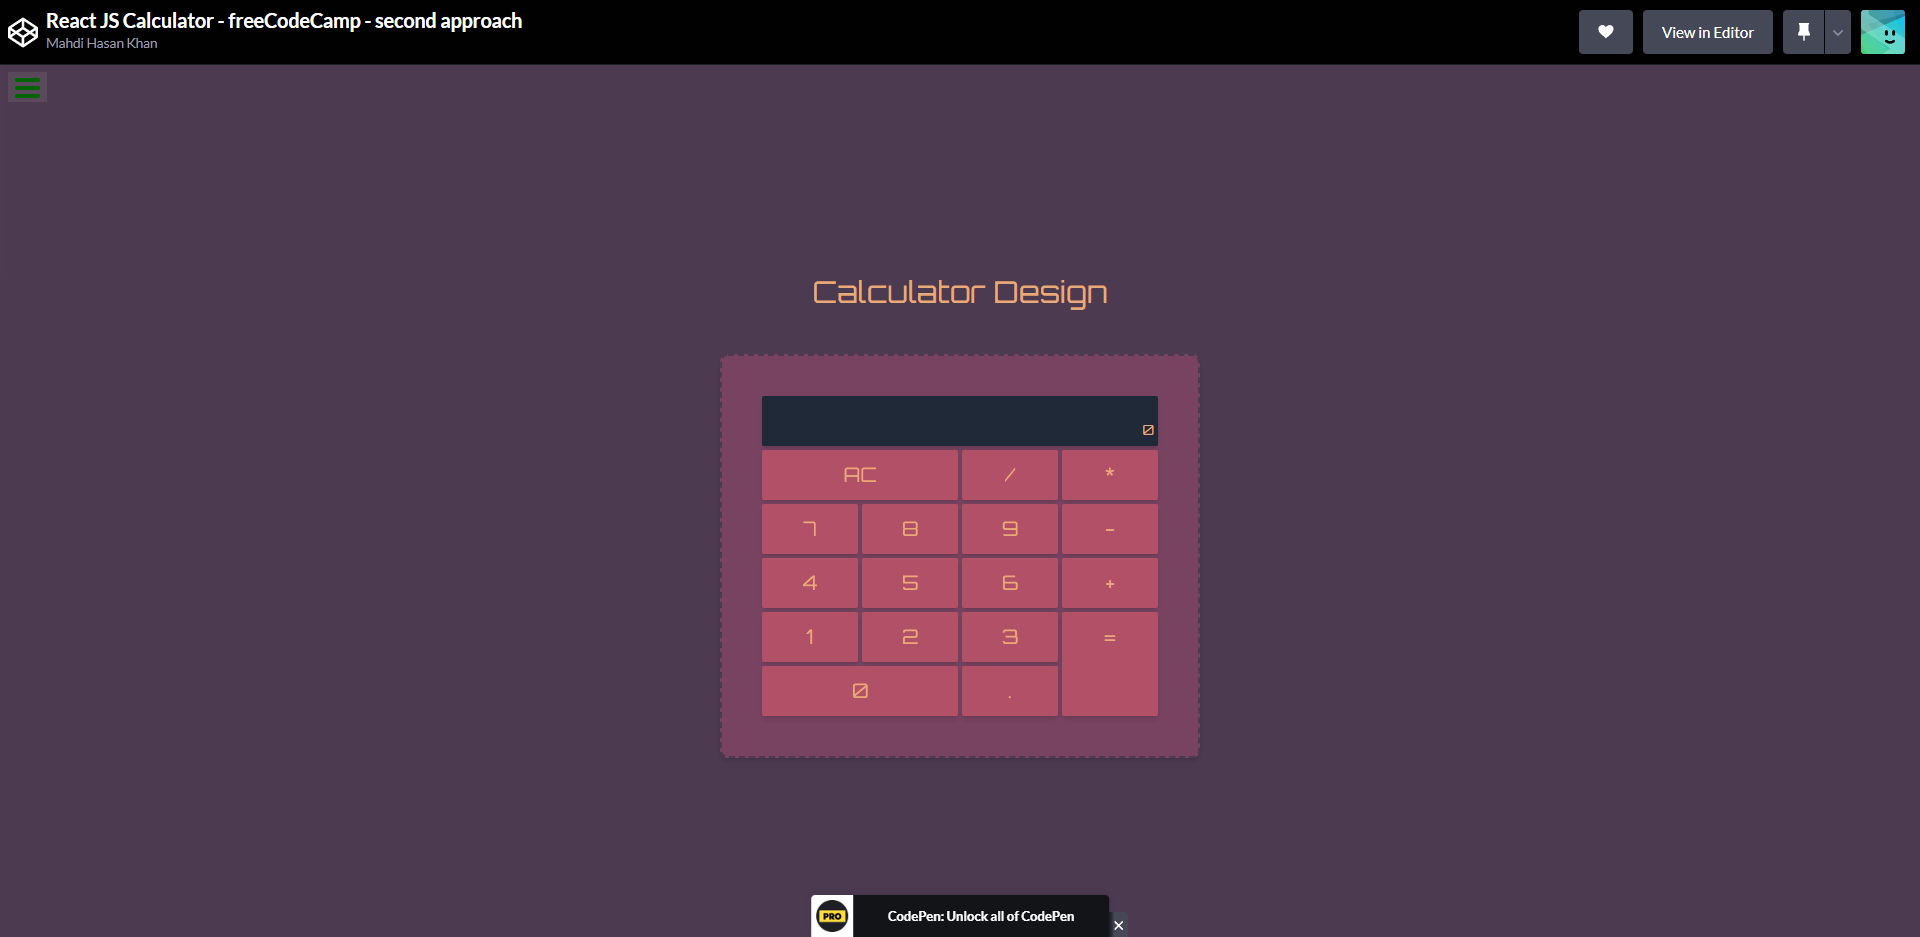 React JS Calculator - freeCodeCamp - second approach
Mahdi Hasan Khan
View in Editor
Calculator Design
0
AC / *
7 8 9 -
4 5 6 +
1 2 3 =
0 .
PRO
CodePen: Unlock all of CodePen